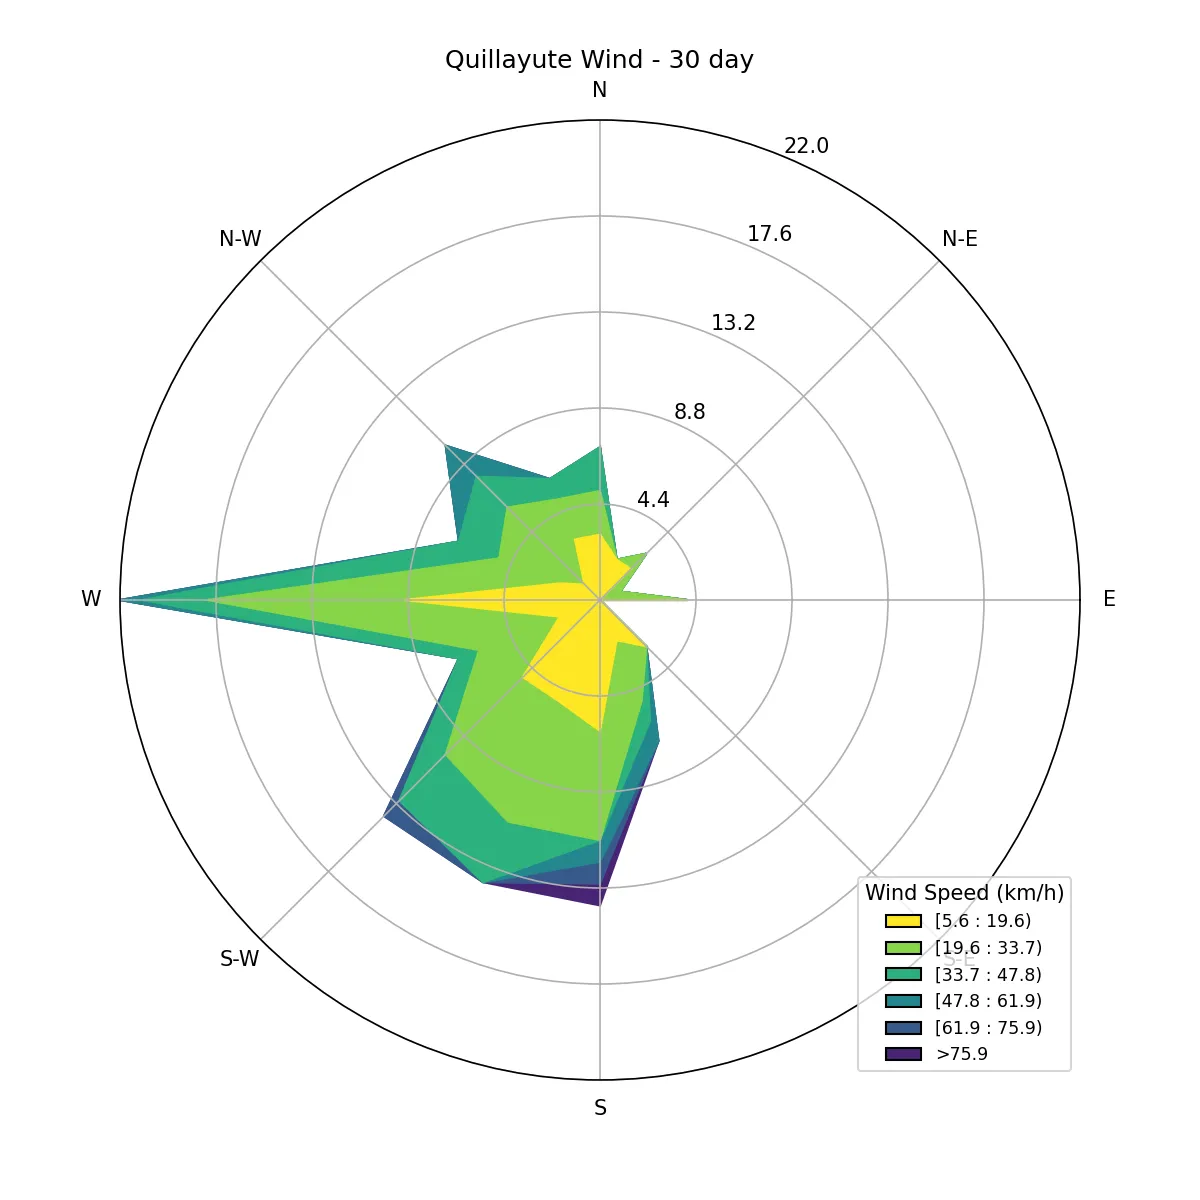 Quillayute Wind - 30 day
N
22.0
N-W
N-E
17.6
13.2
8.8
4.4
W
E
S-W
S-E
Wind Speed (km/h)
[5.6 : 19.6)
[19.6 : 33.7)
[33.7 : 47.8)
[47.8 : 61.9)
[61.9 : 75.9)
>75.9
S